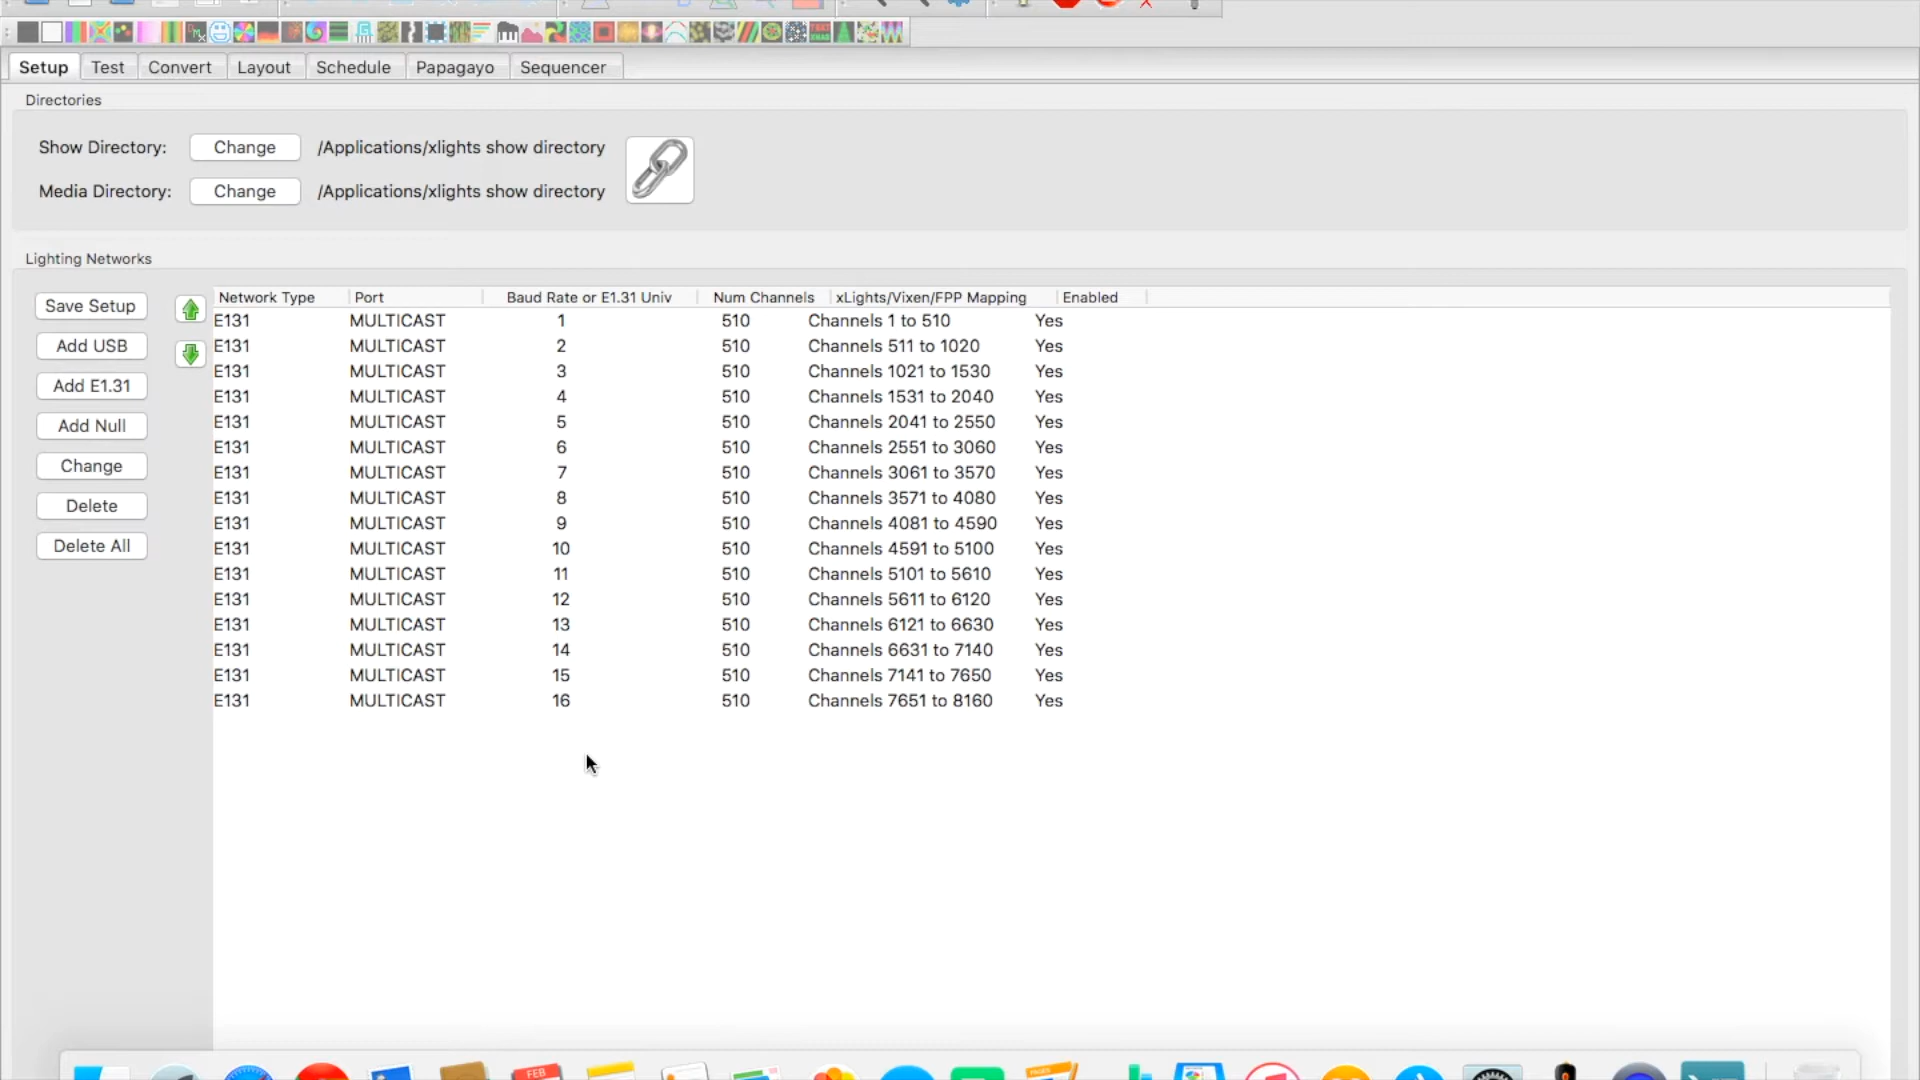 Setup Test Convert Layout Schedule Papagayo Sequencer
Directories
Show Directory: Change /Applications/xlights show directory
Media Directory: Change /Applications/xlights show directory
Lighting Networks
Save Setup
Add USB
Add E1.31
Add Null
Change
Delete
Delete All
Network Type Port Baud Rate or E1.31 Univ Num Channels xLights/Vixen/FPP Mapping Enabled
E131 MULTICAST 1 510 Channels 1 to 510 Yes
E131 MULTICAST 2 510 Channels 511 to 1020 Yes
E131 MULTICAST 3 510 Channels 1021 to 1530 Yes
E131 MULTICAST 4 510 Channels 1531 to 2040 Yes
E131 MULTICAST 5 510 Channels 2041 to 2550 Yes
E131 MULTICAST 6 510 Channels 2551 to 3060 Yes
E131 MULTICAST 7 510 Channels 3061 to 3570 Yes
E131 MULTICAST 8 510 Channels 3571 to 4080 Yes
E131 MULTICAST 9 510 Channels 4081 to 4590 Yes
E131 MULTICAST 10 510 Channels 4591 to 5100 Yes
E131 MULTICAST 11 510 Channels 5101 to 5610 Yes
E131 MULTICAST 12 510 Channels 5611 to 6120 Yes
E131 MULTICAST 13 510 Channels 6121 to 6630 Yes
E131 MULTICAST 14 510 Channels 6631 to 7140 Yes
E131 MULTICAST 15 510 Channels 7141 to 7650 Yes
E131 MULTICAST 16 510 Channels 7651 to 8160 Yes
FEB
PAGES